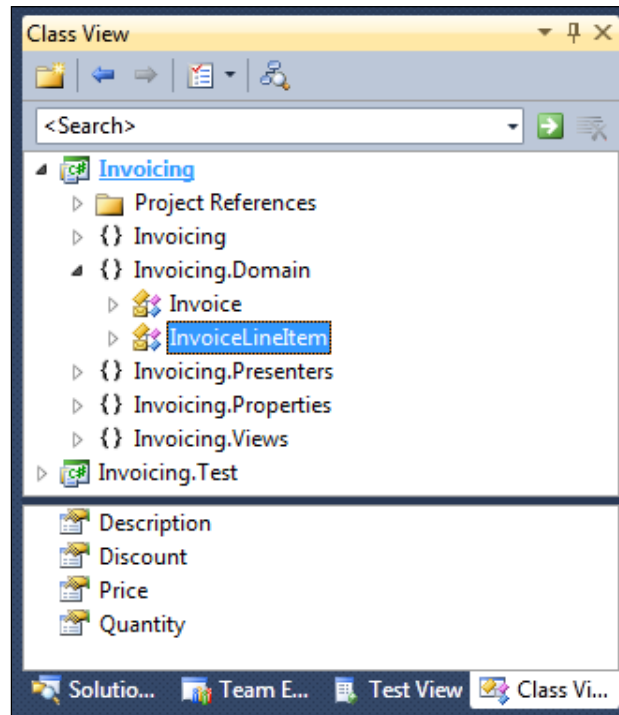 Class View
<Search>
Invoicing
Project References
{} Invoicing
{} Invoicing.Domain
Invoice
InvoiceLineItem
{} Invoicing.Presenters
{} Invoicing.Properties
{} Invoicing.Views
Invoicing.Test
Description
Discount
Price
Quantity
Solutio... Team E... Test View Class Vi...